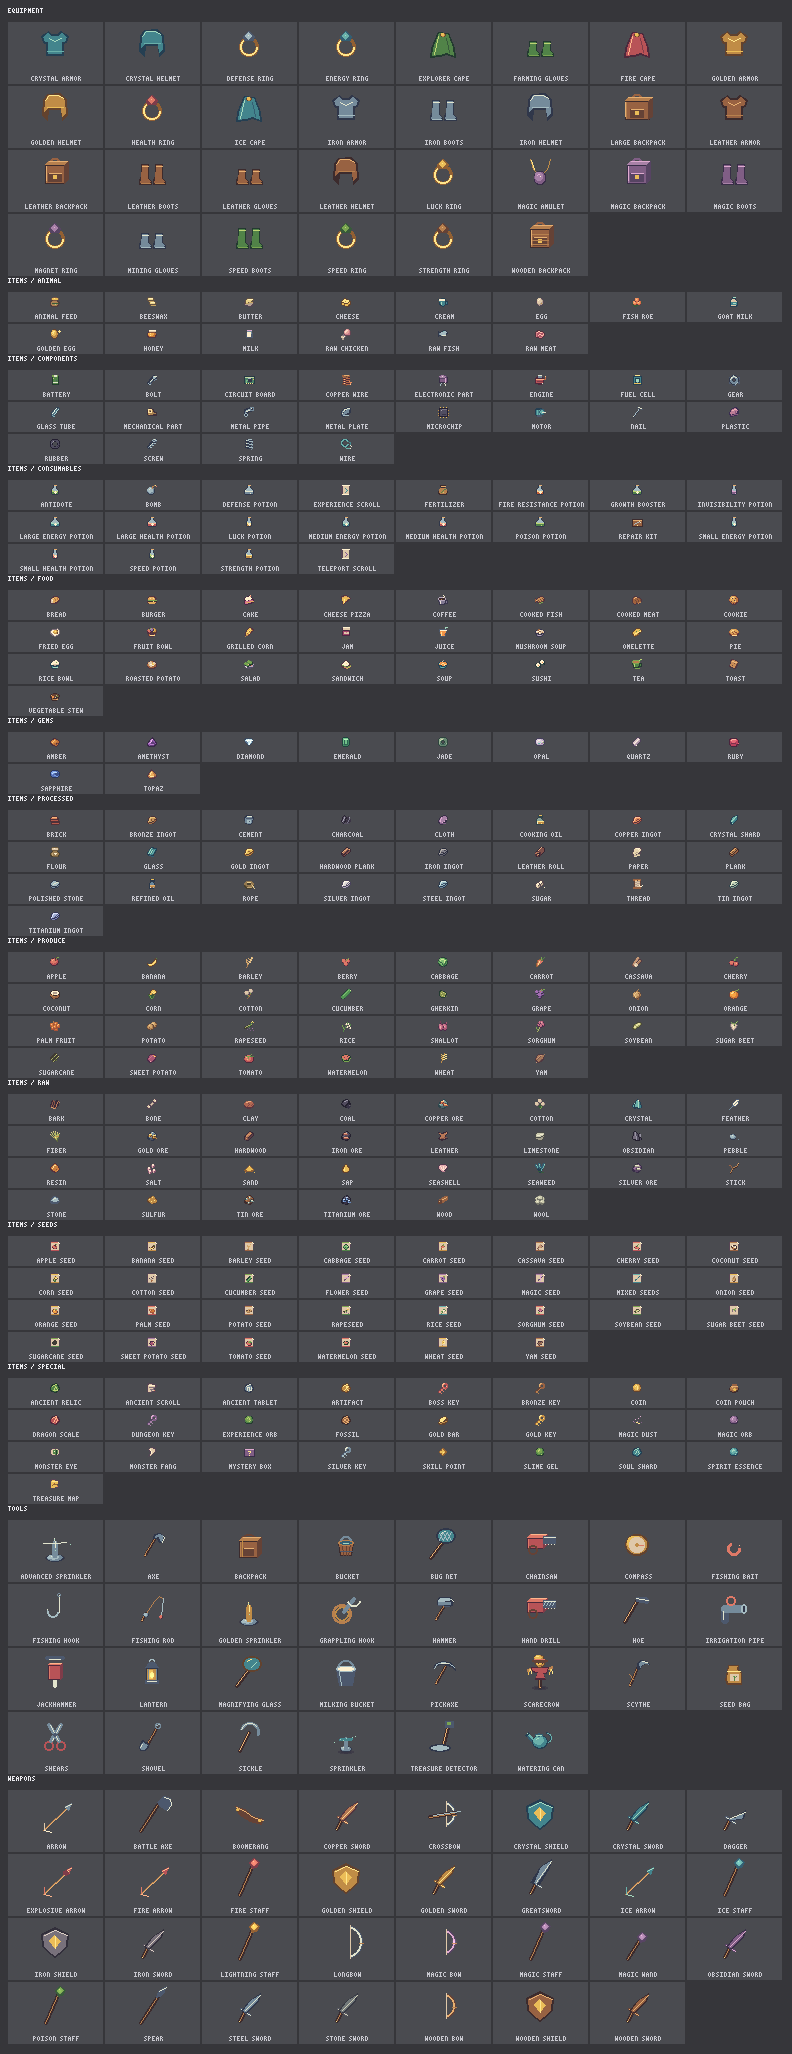 EQUIPMENT
CRYSTAL ARMOR CRYSTAL HELMET DEFENSE RING ENERGY RING EXPLORER CAPE FARMING GLOVES FIRE CAPE GOLDEN ARMOR
GOLDEN HELMET HEALTH RING ICE CAPE IRON ARMOR IRON BOOTS IRON HELMET LARGE BACKPACK LEATHER ARMOR
LEATHER BACKPACK LEATHER BOOTS LEATHER GLOVES LEATHER HELMET LUCK RING MAGIC AMULET MAGIC BACKPACK MAGIC BOOTS
MAGNET RING MINING GLOVES SPEED BOOTS SPEED RING STRENGTH RING WOODEN BACKPACK
ITEMS / ANIMAL
ANIMAL FEED BEESWAX BUTTER CHEESE CREAM EGG FISH ROE GOAT MILK
GOLDEN EGG HONEY MILK RAW CHICKEN RAW FISH RAW MEAT
ITEMS / COMPONENTS
BATTERY BOLT CIRCUIT BOARD COPPER WIRE ELECTRONIC PART ENGINE FUEL CELL GEAR
GLASS TUBE MECHANICAL PART METAL PIPE METAL PLATE MICROCHIP MOTOR NAIL PLASTIC
RUBBER SCREW SPRING WIRE
ITEMS / CONSUMABLES
ANTIDOTE BOMB DEFENSE POTION EXPERIENCE SCROLL FERTILIZER FIRE RESISTANCE POTION GROWTH BOOSTER INVISIBILITY POTION
LARGE ENERGY POTION LARGE HEALTH POTION LUCK POTION MEDIUM ENERGY POTION MEDIUM HEALTH POTION POISON POTION REPAIR KIT SMALL ENERGY POTION
SMALL HEALTH POTION SPEED POTION STRENGTH POTION TELEPORT SCROLL
ITEMS / FOOD
BREAD BURGER CAKE CHEESE PIZZA COFFEE COOKED FISH COOKED MEAT COOKIE
FRIED EGG FRUIT BOWL GRILLED CORN JAM JUICE MUSHROOM SOUP OMELETTE PIE
RICE BOWL ROASTED POTATO SALAD SANDWICH SOUP SUSHI TEA TOAST
VEGETABLE STEW
ITEMS / GEMS
AMBER AMETHYST DIAMOND EMERALD JADE OPAL QUARTZ RUBY
SAPPHIRE TOPAZ
ITEMS / PROCESSED
BRICK BRONZE INGOT CEMENT CHARCOAL CLOTH COOKING OIL COPPER INGOT CRYSTAL SHARD
FLOUR GLASS GOLD INGOT HARDWOOD PLANK IRON INGOT LEATHER ROLL PAPER PLANK
POLISHED STONE REFINED OIL ROPE SILVER INGOT STEEL INGOT SUGAR THREAD TIN INGOT
TITANIUM INGOT
ITEMS / PRODUCE
APPLE BANANA BARLEY BERRY CABBAGE CARROT CASSAVA CHERRY
COCONUT CORN COTTON CUCUMBER GHERKIN GRAPE ONION ORANGE
PALM FRUIT POTATO RAPESEED RICE SHALLOT SORGHUM SOYBEAN SUGAR BEET
SUGARCANE SWEET POTATO TOMATO WATERMELON WHEAT YAM
ITEMS / RAW
BARK BONE CLAY COAL COPPER ORE COTTON CRYSTAL FEATHER
FIBER GOLD ORE HARDWOOD IRON ORE LEATHER LIMESTONE OBSIDIAN PEBBLE
RESIN SALT SAND SAP SEASHELL SEAWEED SILVER ORE STICK
STONE SULFUR TIN ORE TITANIUM ORE WOOD WOOL
ITEMS / SEEDS
APPLE SEED BANANA SEED BARLEY SEED CABBAGE SEED CARROT SEED CASSAVA SEED CHERRY SEED COCONUT SEED
CORN SEED COTTON SEED CUCUMBER SEED FLOWER SEED GRAPE SEED MAGIC SEED MIXED SEEDS ONION SEED
ORANGE SEED PALM SEED POTATO SEED RAPESEED RICE SEED SORGHUM SEED SOYBEAN SEED SUGAR BEET SEED
SUGARCANE SEED SWEET POTATO SEED TOMATO SEED WATERMELON SEED WHEAT SEED YAM SEED
ITEMS / SPECIAL
ANCIENT RELIC ANCIENT SCROLL ANCIENT TABLET ARTIFACT BOSS KEY BRONZE KEY COIN COIN POUCH
DRAGON SCALE DUNGEON KEY EXPERIENCE ORB FOSSIL GOLD BAR GOLD KEY MAGIC DUST MAGIC ORB
MONSTER EYE MONSTER FANG MYSTERY BOX SILVER KEY SKILL POINT SLIME GEL SOUL SHARD SPIRIT ESSENCE
TREASURE MAP
TOOLS
ADVANCED SPRINKLER AXE BACKPACK BUCKET BUG NET CHAINSAW COMPASS FISHING BAIT
FISHING HOOK FISHING ROD GOLDEN SPRINKLER GRAPPLING HOOK HAMMER HAND DRILL HOE IRRIGATION PIPE
JACKHAMMER LANTERN MAGNIFYING GLASS MILKING BUCKET PICKAXE SCARECROW SCYTHE SEED BAG
SHEARS SHOVEL SICKLE SPRINKLER TREASURE DETECTOR WATERING CAN
WEAPONS
ARROW BATTLE AXE BOOMERANG COPPER SWORD CROSSBOW CRYSTAL SHIELD CRYSTAL SWORD DAGGER
EXPLOSIVE ARROW FIRE ARROW FIRE STAFF GOLDEN SHIELD GOLDEN SWORD GREATSWORD ICE ARROW ICE STAFF
IRON SHIELD IRON SWORD LIGHTNING STAFF LONGBOW MAGIC BOW MAGIC STAFF MAGIC WAND OBSIDIAN SWORD
POISON STAFF SPEAR STEEL SWORD STONE SWORD WOODEN BOW WOODEN SHIELD WOODEN SWORD